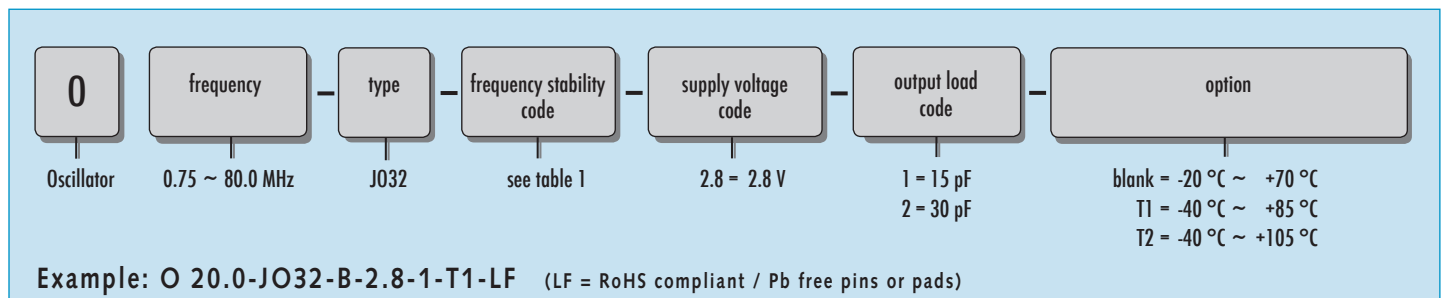 O
frequency
type
frequency stability
code
supply voltage
code
output load
code
option
Oscillator
0.75 ~ 80.0 MHz
JO32
see table 1
2.8 = 2.8 V
1 = 15 pF
2 = 30 pF
blank = -20 °C ~ +70 °C
T1 = -40 °C ~ +85 °C
T2 = -40 °C ~ +105 °C
Example: O 20.0-JO32-B-2.8-1-T1-LF (LF = RoHS compliant / Pb free pins or pads)